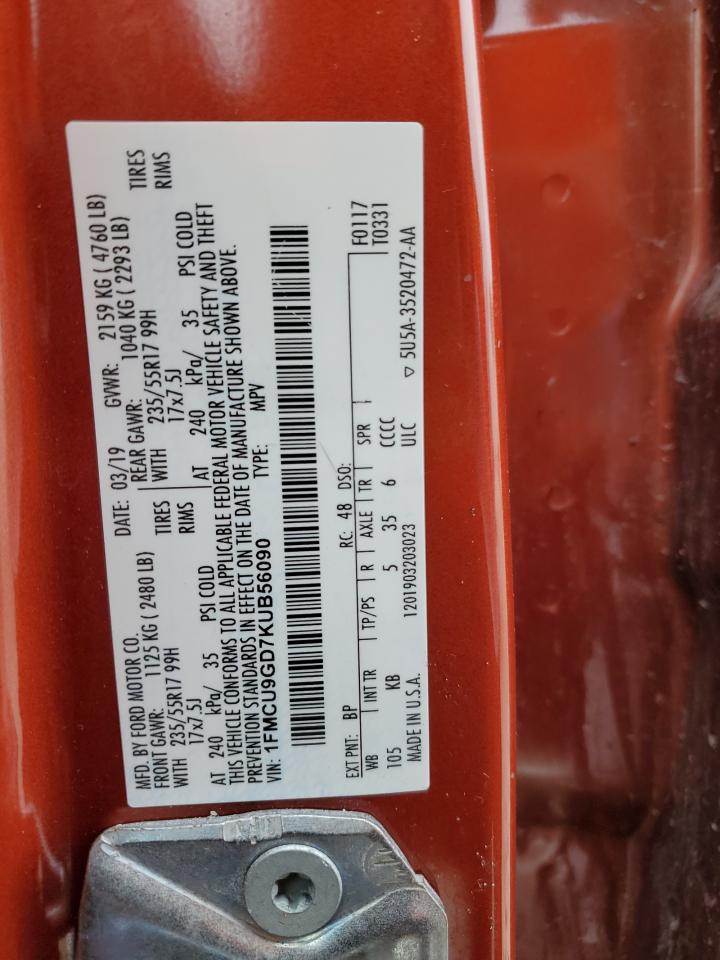 MFD. BY FORD MOTOR CO. DATE: 03/19 GVWR: 2159 KG ( 4760 LB)
FRONT GAWR: 1125 KG ( 2480 LB) REAR GAWR: 1040 KG ( 2293 LB)
WITH 235/55R17 99H TIRES WITH 235/55R17 99H TIRES
17x7.5J RIMS 17x7.5J RIMS
AT 240 kPa/ 35 PSI COLD AT 240 kPa/ 35 PSI COLD
THIS VEHICLE CONFORMS TO ALL APPLICABLE FEDERAL MOTOR VEHICLE SAFETY AND THEFT
PREVENTION STANDARDS IN EFFECT ON THE DATE OF MANUFACTURE SHOWN ABOVE.
VIN: 1FMCU9GD7KUB56090 TYPE: MPV
EXT PNT: BP RC: 48 DSO: F0117
WB INT TR TP/PS R AXLE TR SPR T0331
105 KB 5 35 6 CCCC
MADE IN U.S.A. 1201903203023 ULC ▽ 5U5A-3520472-AA